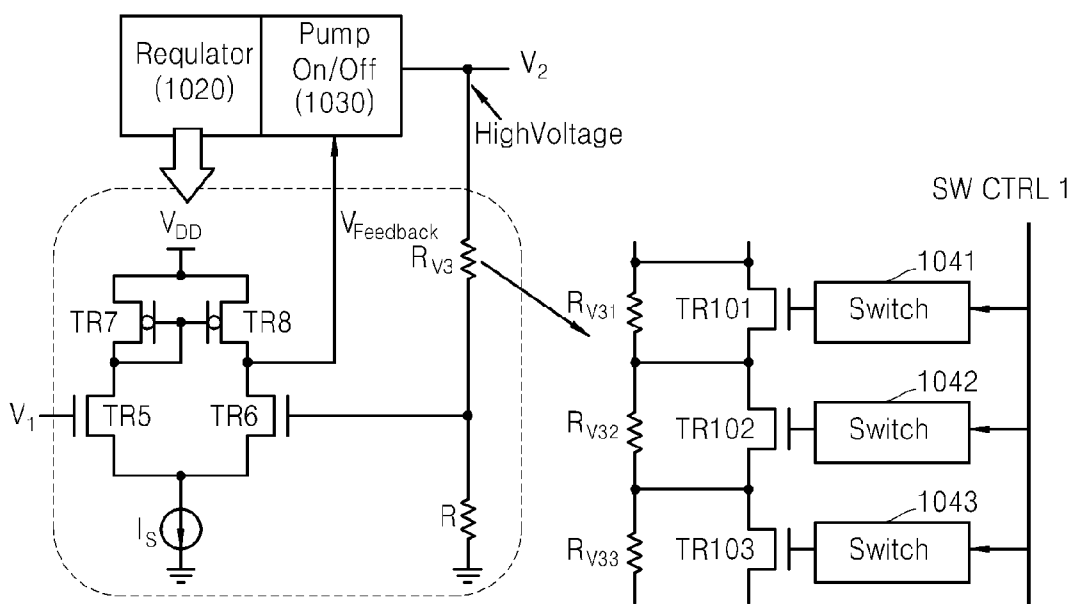 Requlator
(1020)
Pump
On/Off
(1030)
V2
HighVoltage
SW CTRL 1
VDD
VFeedback
RV3
1041
TR7
TR8
RV31
TR101
Switch
1042
V1
TR5
TR6
RV32
TR102
Switch
1043
IS
R
RV33
TR103
Switch